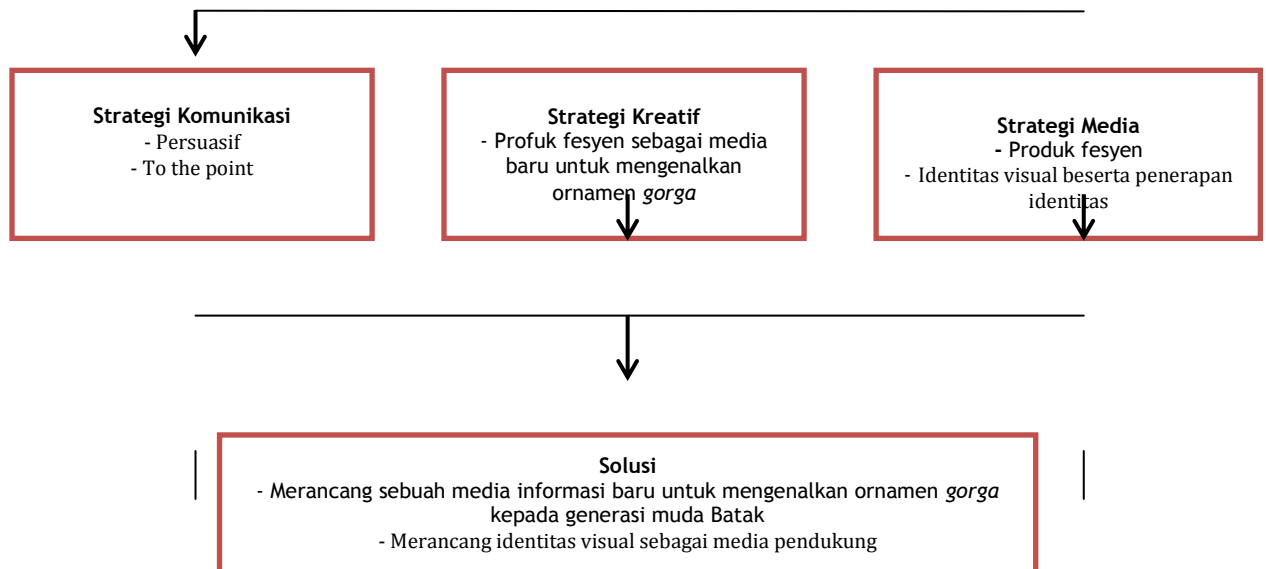 Strategi Komunikasi
- Persuasif
- To the point
Strategi Kreatif
- Profuk fesyen sebagai media
baru untuk mengenalkan
ornamen gorga
Strategi Media
- Produk fesyen
- Identitas visual beserta penerapan
identitas
Solusi
- Merancang sebuah media informasi baru untuk mengenalkan ornamen gorga
kepada generasi muda Batak
- Merancang identitas visual sebagai media pendukung